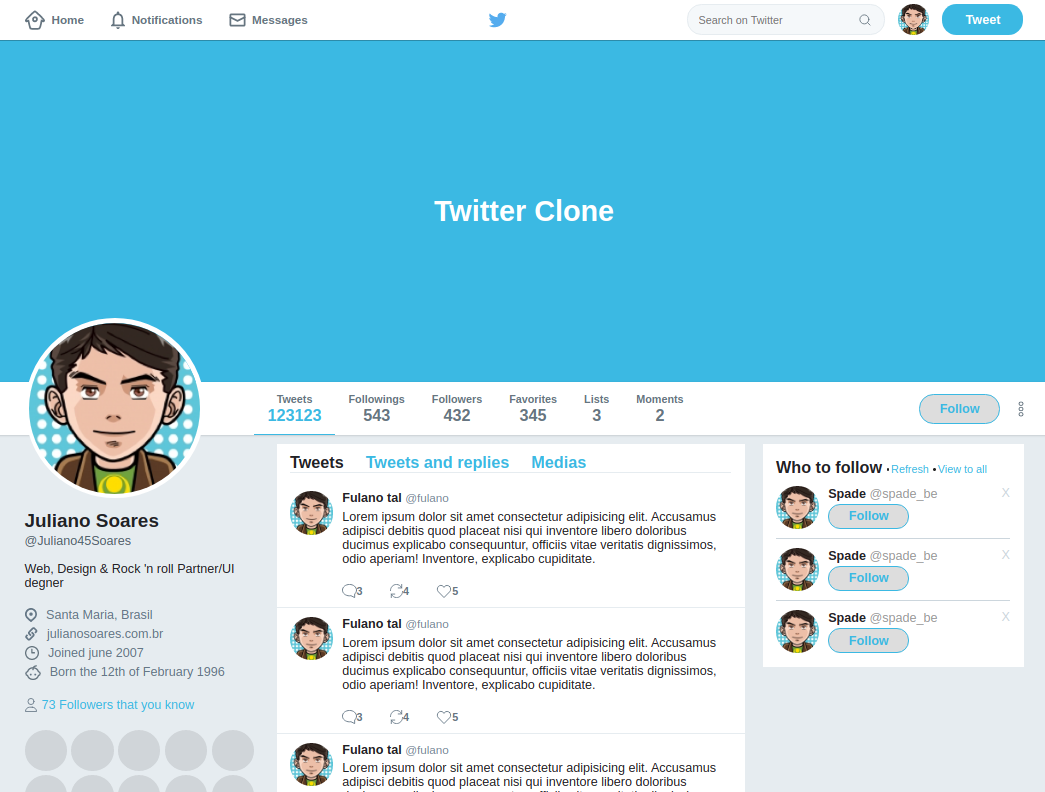 Home Notifications Messages Search on Twitter Tweet
Twitter Clone
Tweets Followings Followers Favorites Lists Moments
123123 543 432 345 3 2
Follow
Juliano Soares
@Juliano45Soares
Web, Design & Rock 'n roll Partner/UI
degner
Santa Maria, Brasil
julianosoares.com.br
Joined june 2007
Born the 12th of February 1996
73 Followers that you know
Tweets Tweets and replies Medias
Fulano tal @fulano
Lorem ipsum dolor sit amet consectetur adipisicing elit. Accusamus
adipisci debitis quod placeat nisi qui inventore libero doloribus
ducimus explicabo consequuntur, officiis vitae veritatis dignissimos,
odio aperiam! Inventore, explicabo cupiditate.
3 4 5
Fulano tal @fulano
Lorem ipsum dolor sit amet consectetur adipisicing elit. Accusamus
adipisci debitis quod placeat nisi qui inventore libero doloribus
ducimus explicabo consequuntur, officiis vitae veritatis dignissimos,
odio aperiam! Inventore, explicabo cupiditate.
3 4 5
Fulano tal @fulano
Lorem ipsum dolor sit amet consectetur adipisicing elit. Accusamus
adipisci debitis quod placeat nisi qui inventore libero doloribus
Who to follow • Refresh • View to all
Spade @spade_be X
Follow
Spade @spade_be X
Follow
Spade @spade_be X
Follow